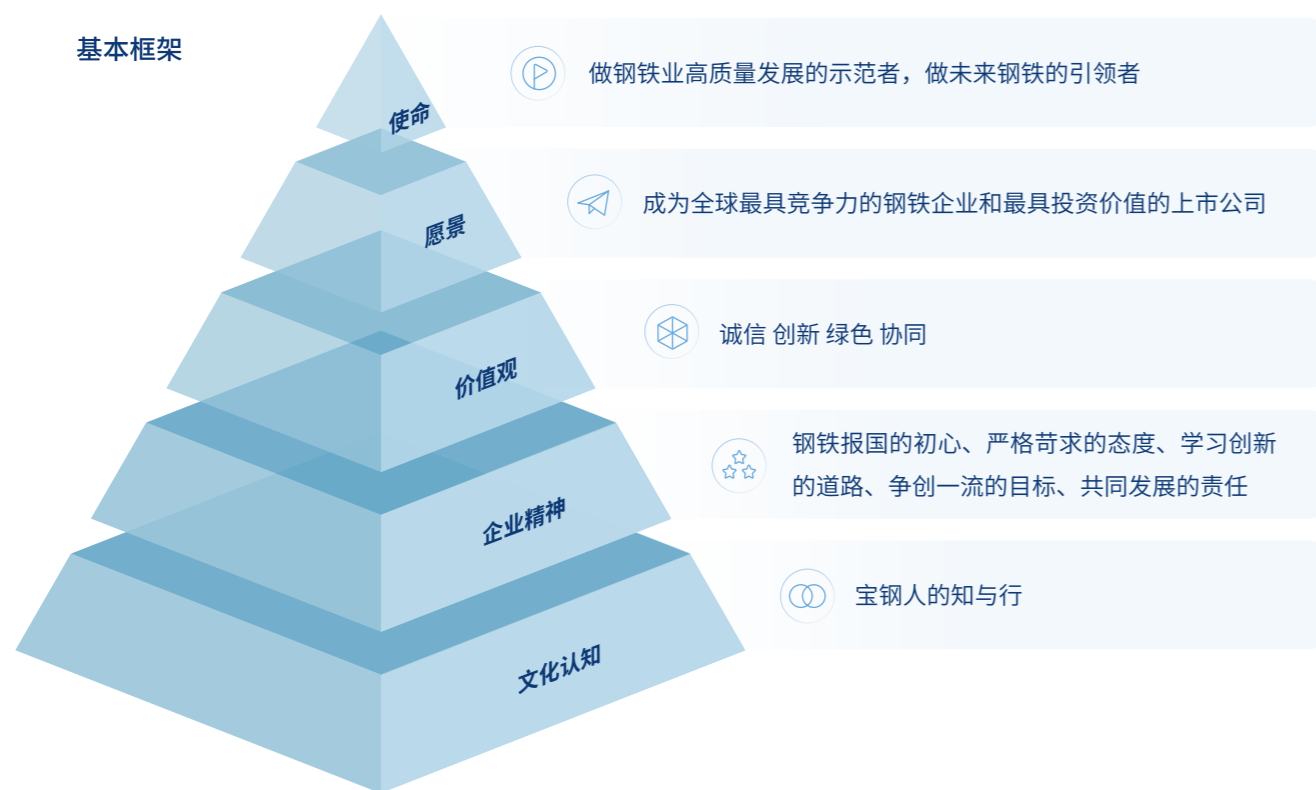 基本框架
使命
做钢铁业高质量发展的示范者，做未来钢铁的引领者
愿景
成为全球最具竞争力的钢铁企业和最具投资价值的上市公司
价值观
诚信 创新 绿色 协同
企业精神
钢铁报国的初心、严格苛求的态度、学习创新
的道路、争创一流的目标、共同发展的责任
文化认知
宝钢人的知与行